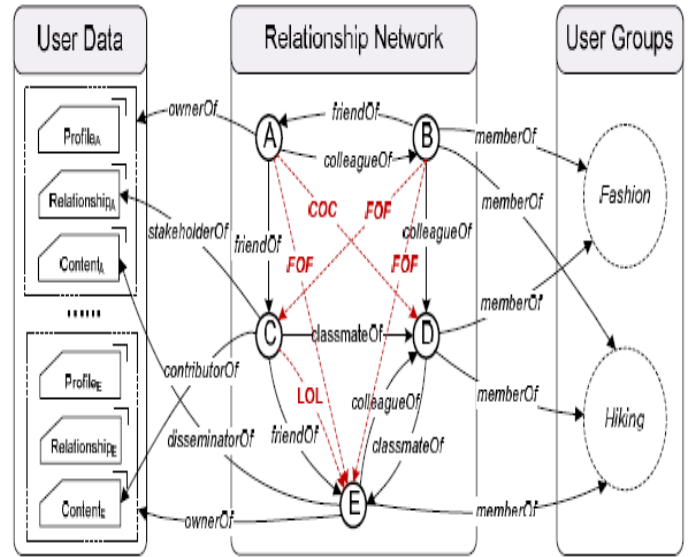 User Data
Relationship Network
User Groups
ownerOf
friendOf
A
B
memberOf
Profile_A
colleagueOf
memberOf
Fashion
Relationship_A
COC
FOF
stakeholderOf
colleagueOf
friendOf
Content_A
FOF
FOF
memberOf
......
C
classmateOf
D
contributorOf
Profile_E
LOL
colleagueOf
memberOf
Hiking
friendOf
disseminatorOf
classmateOf
Relationship_E
Content_E
E
ownerOf
memberOf